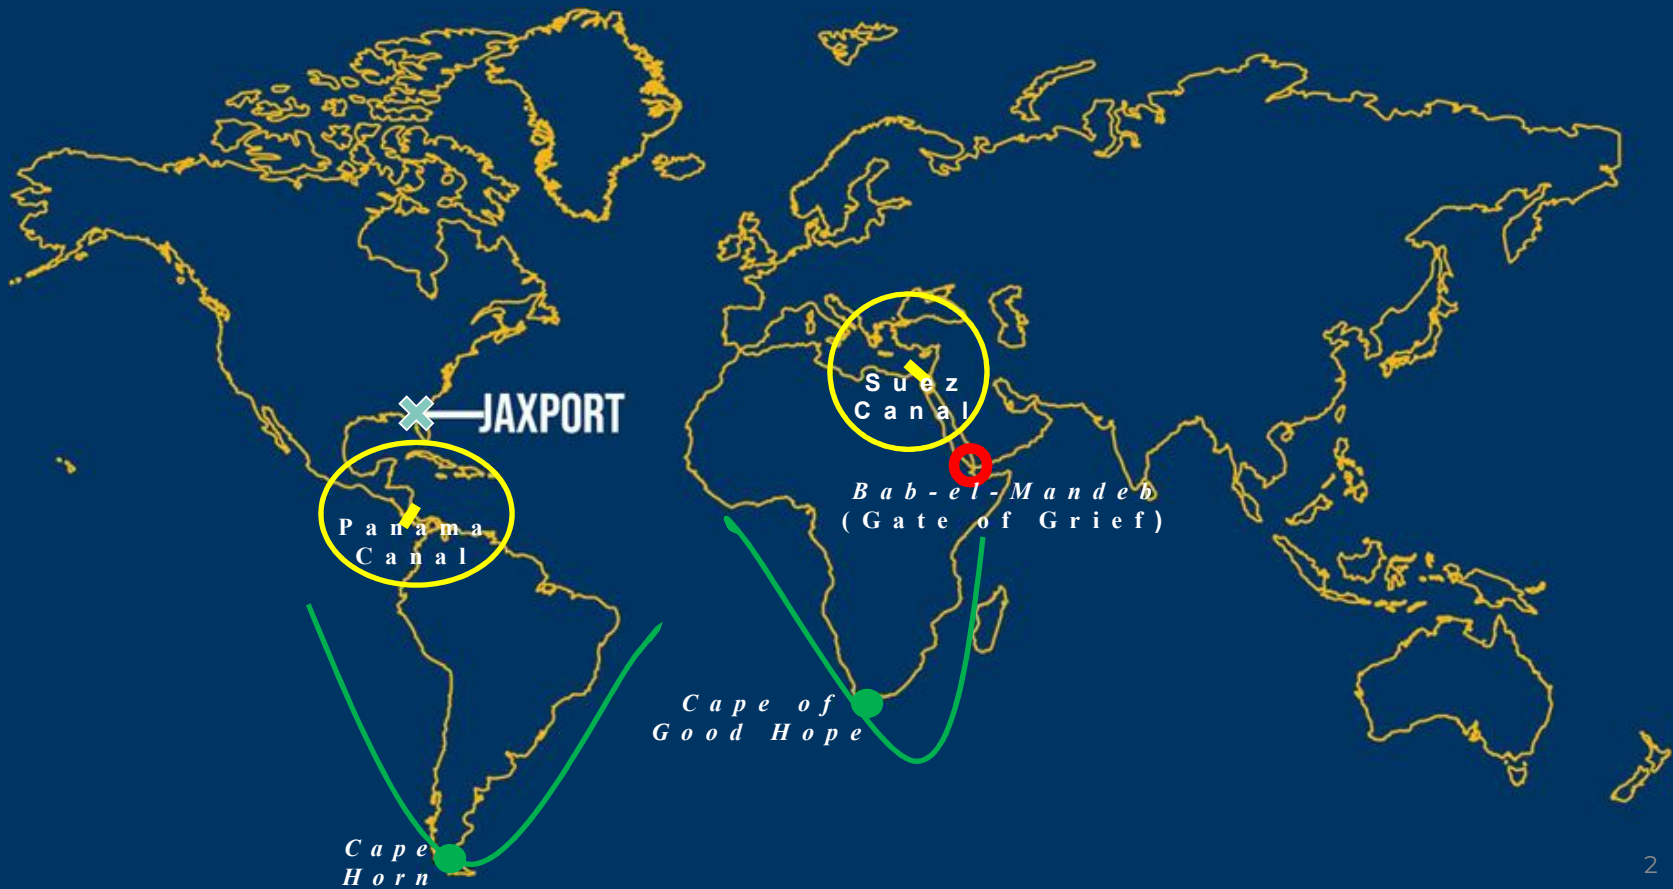 JAXPORT
Suez
Canal
Bab-el-Mandeb
(Gate of Grief)
Panama
Canal
Cape of
Good Hope
Cape
Horn
2